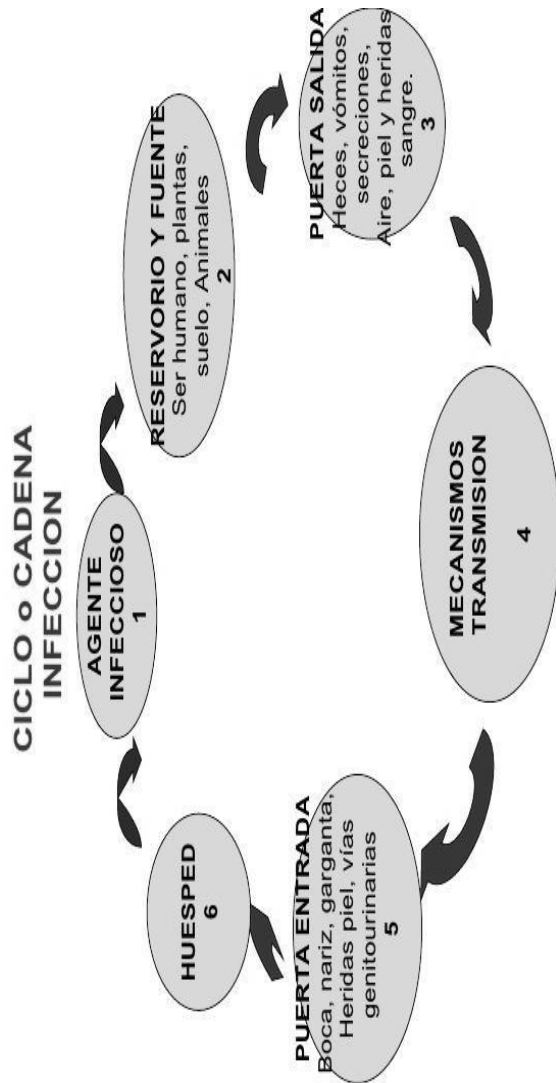 CICLO o CADENA
INFECCION
AGENTE
INFECCIOSO
1
RESERVORIO Y FUENTE
Ser humano, plantas,
suelo, Animales
2
PUERTA SALIDA
Heces, vómitos,
secreciones,
Aire, piel y heridas
sangre.
3
MECANISMOS
TRANSMISION
4
PUERTA ENTRADA
Boca, nariz, garganta,
Heridas piel, vías
genitourinarias
5
HUESPED
6